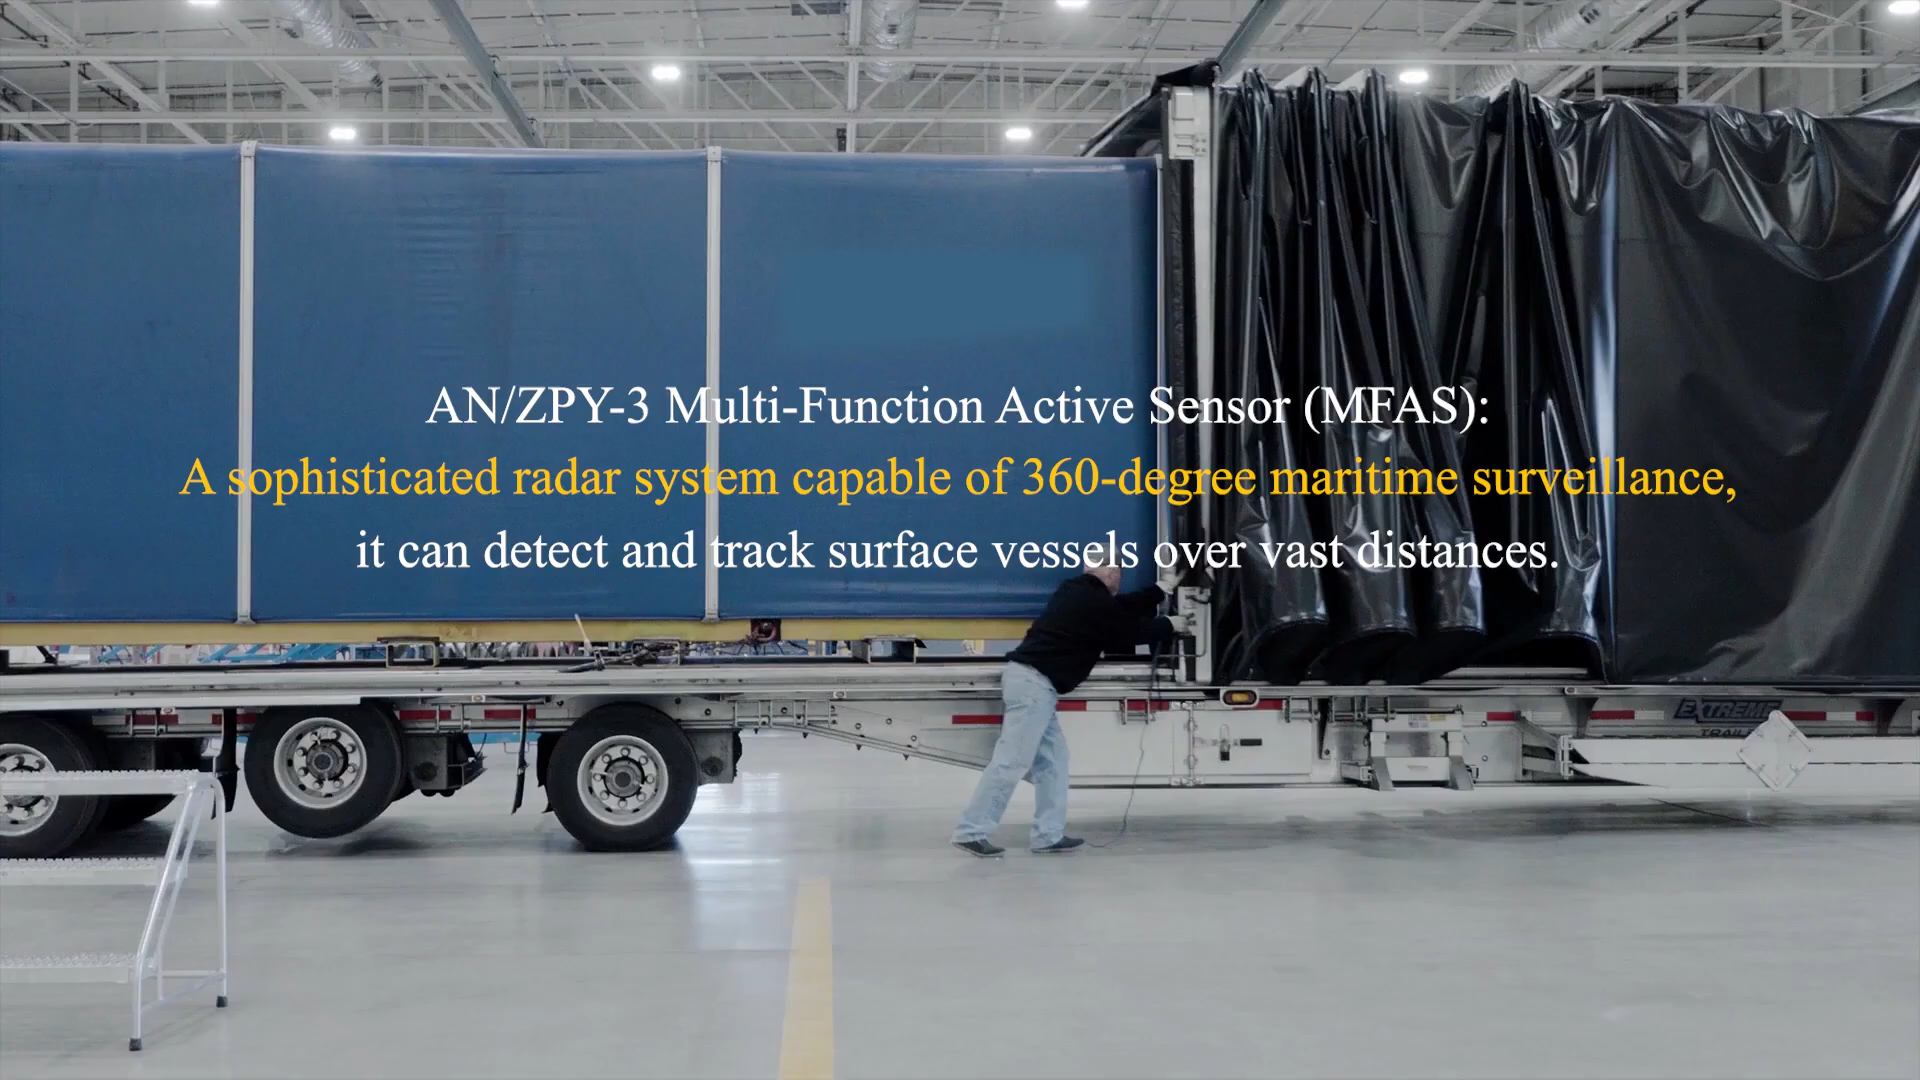 AN/ZPY-3 Multi-Function Active Sensor (MFAS):
A sophisticated radar system capable of 360-degree maritime surveillance,
it can detect and track surface vessels over vast distances.
EXTREME
TRAIL